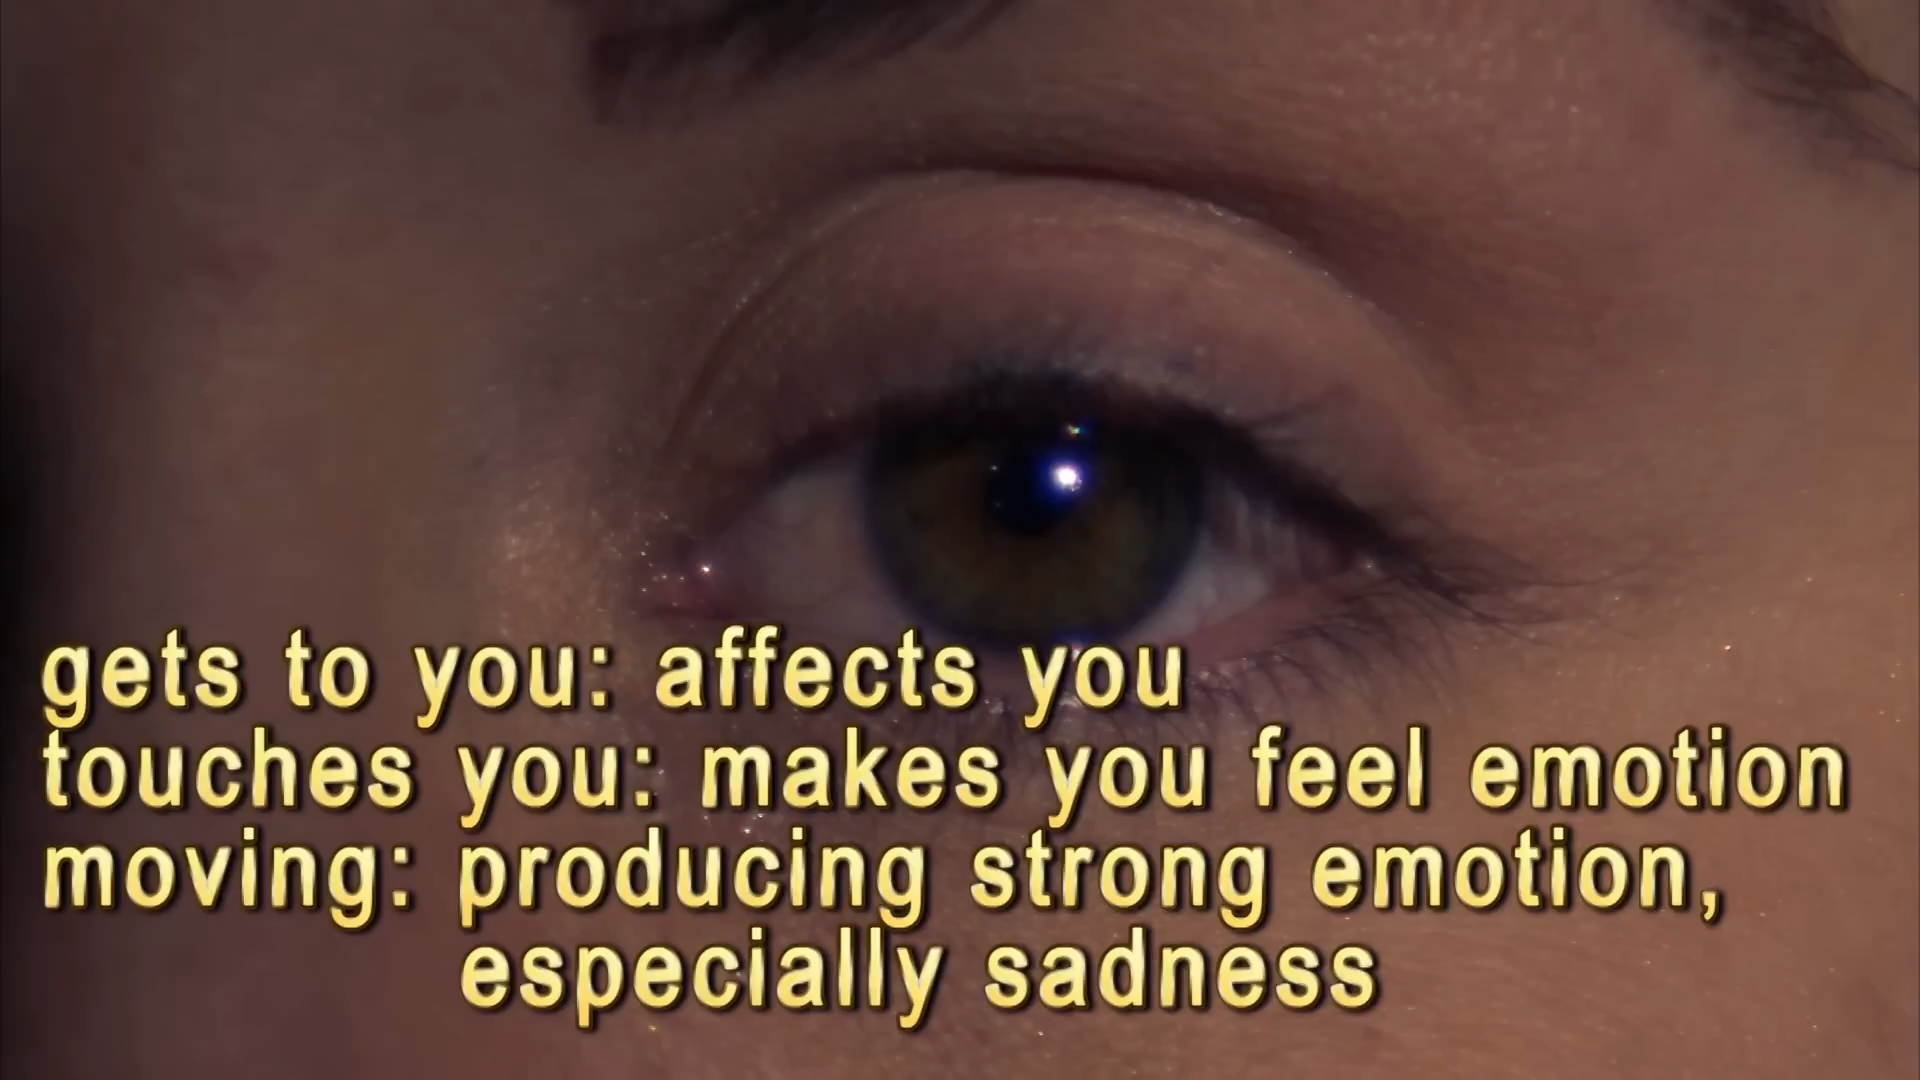 gets to you: affects you
touches you: makes you feel emotion
moving: producing strong emotion,
especially sadness